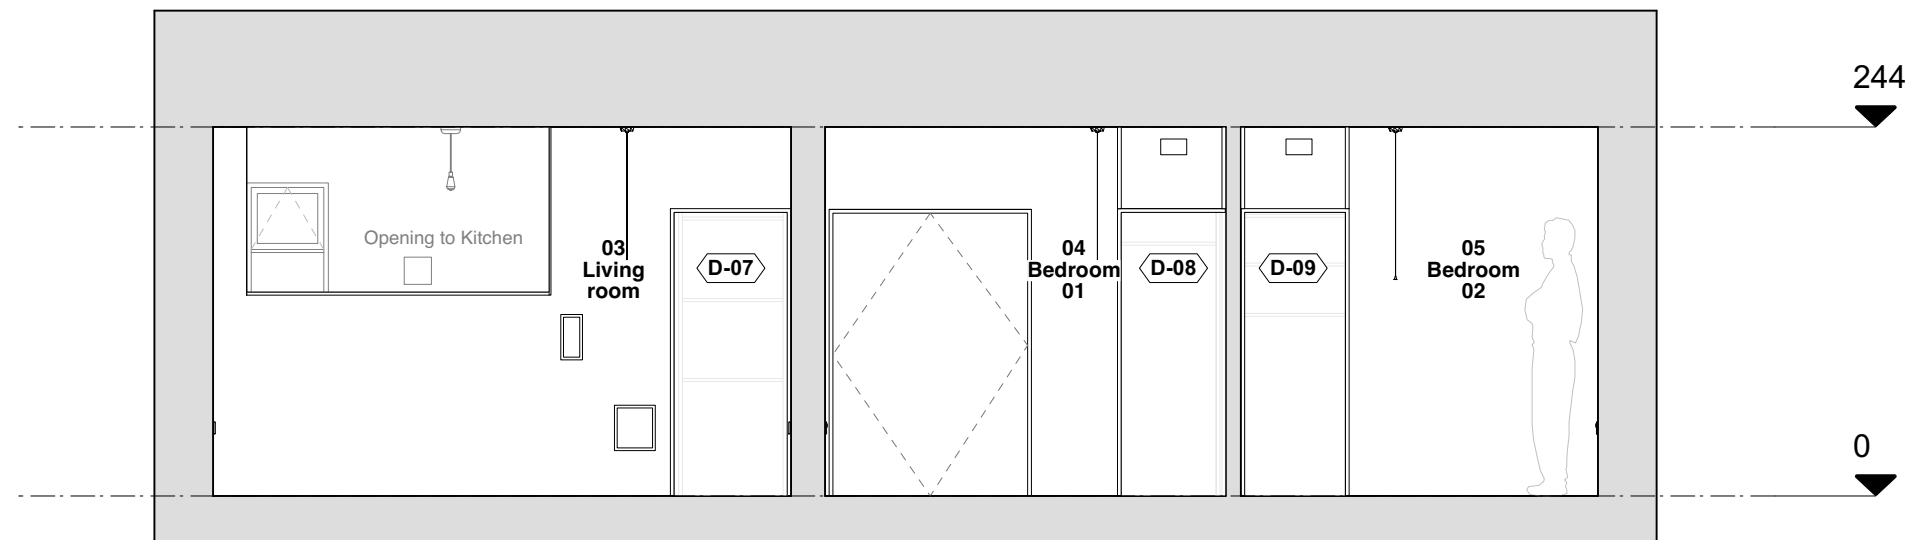 244
Opening to Kitchen
03
Living
room
D-07
04
Bedroom
01
D-08
D-09
05
Bedroom
02
0